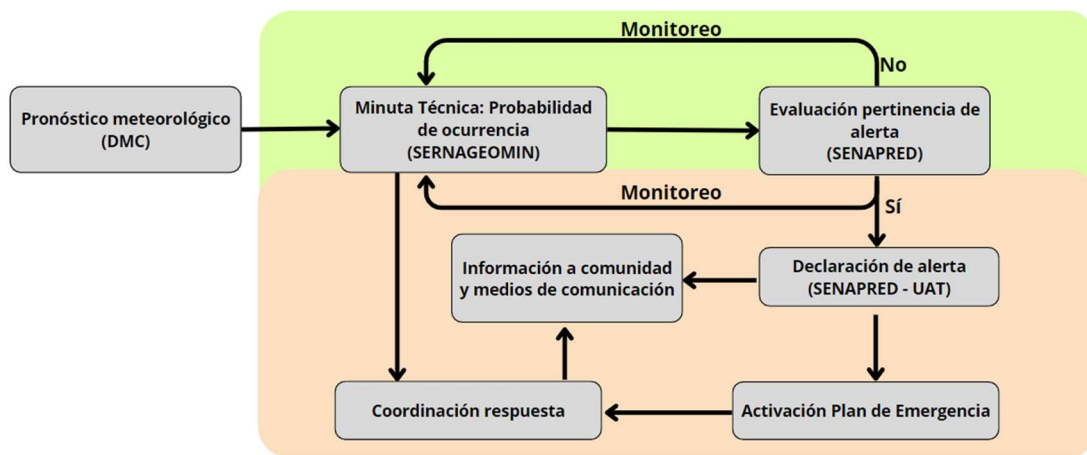 Monitoreo
No
Pronóstico meteorológico
(DMC)
Minuta Técnica: Probabilidad
de ocurrencia
(SERNAGEOMIN)
Evaluación pertinencia de
alerta
(SENAPRED)
Monitoreo
Sí
Información a comunidad
y medios de comunicación
Declaración de alerta
(SENAPRED - UAT)
Coordinación respuesta
Activación Plan de Emergencia